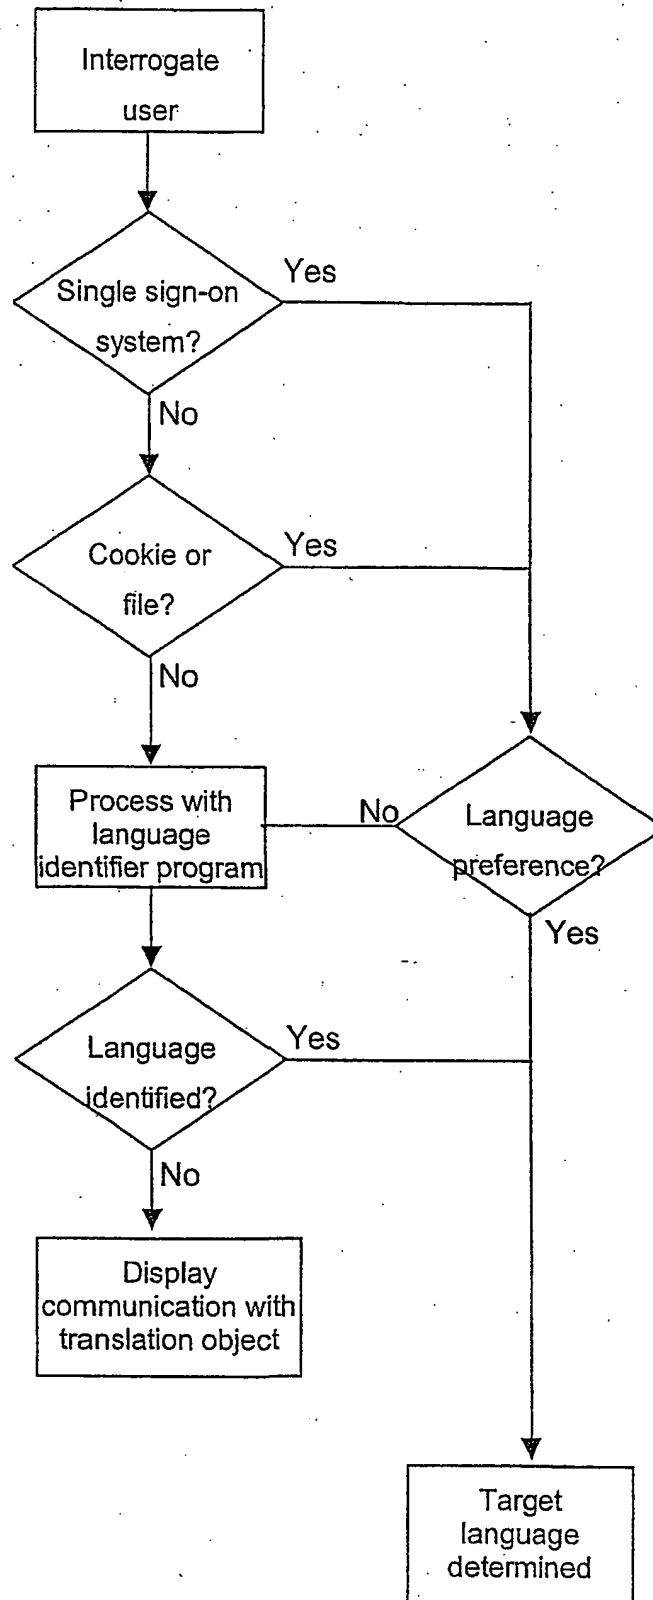 Interrogate
user
Yes
Single sign-on
system?
No
Yes
Cookie or
file?
No
Process with
language
identifier program
No
Language
preference?
Yes
Yes
Language
identified?
No
Display
communication with
translation object
Target
language
determined